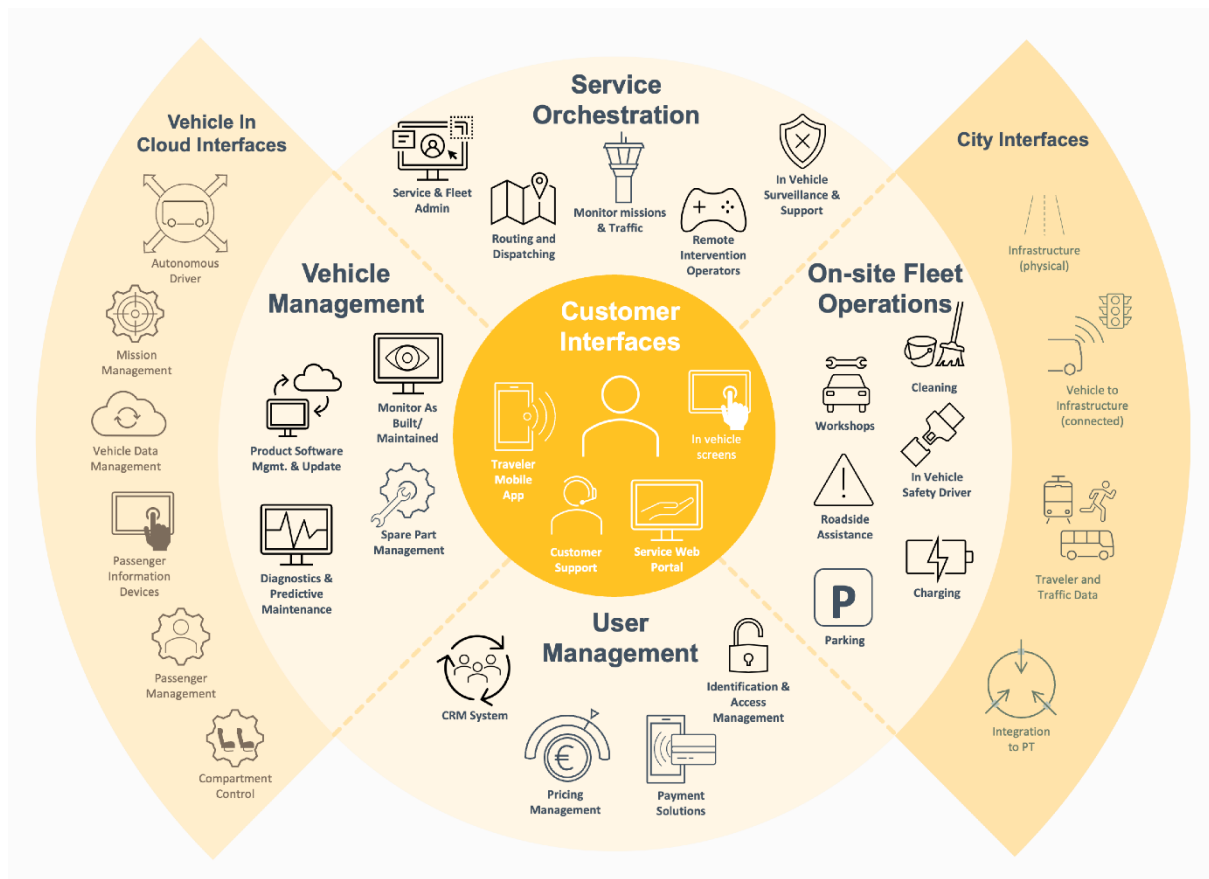 Service
Orchestration
Service & Fleet
Admin
Routing and
Dispatching
Monitor missions
& Traffic
Remote
Intervention
Operators
In Vehicle
Surveillance &
Support
Vehicle In
Cloud Interfaces
Autonomous
Driver
Mission
Management
Vehicle Data
Management
Passenger
Information
Devices
Passenger
Management
Compartment
Control
Vehicle
Management
Monitor As
Built/
Maintained
Product Software
Mgmt. & Update
Spare Part
Management
Diagnostics &
Predictive
Maintenance
Customer
Interfaces
Traveler
Mobile
App
In vehicle
screens
Customer
Support
Service Web
Portal
On-site Fleet
Operations
Cleaning
Workshops
In Vehicle
Safety Driver
Roadside
Assistance
Charging
P
Parking
User
Management
CRM System
€
Pricing
Management
Payment
Solutions
Identification &
Access
Management
City Interfaces
Infrastructure
(physical)
Vehicle to
Infrastructure
(connected)
Traveler and
Traffic Data
Integration
to PT